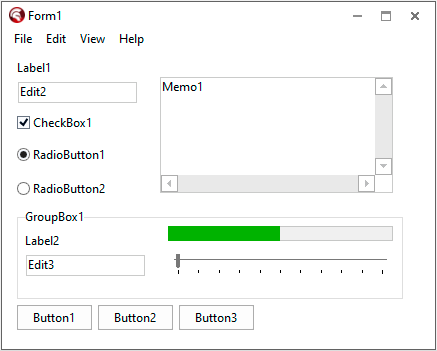 Form1
File Edit View Help
Label1
Edit2
Memo1
CheckBox1
RadioButton1
RadioButton2
GroupBox1
Label2
Edit3
Button1 Button2 Button3